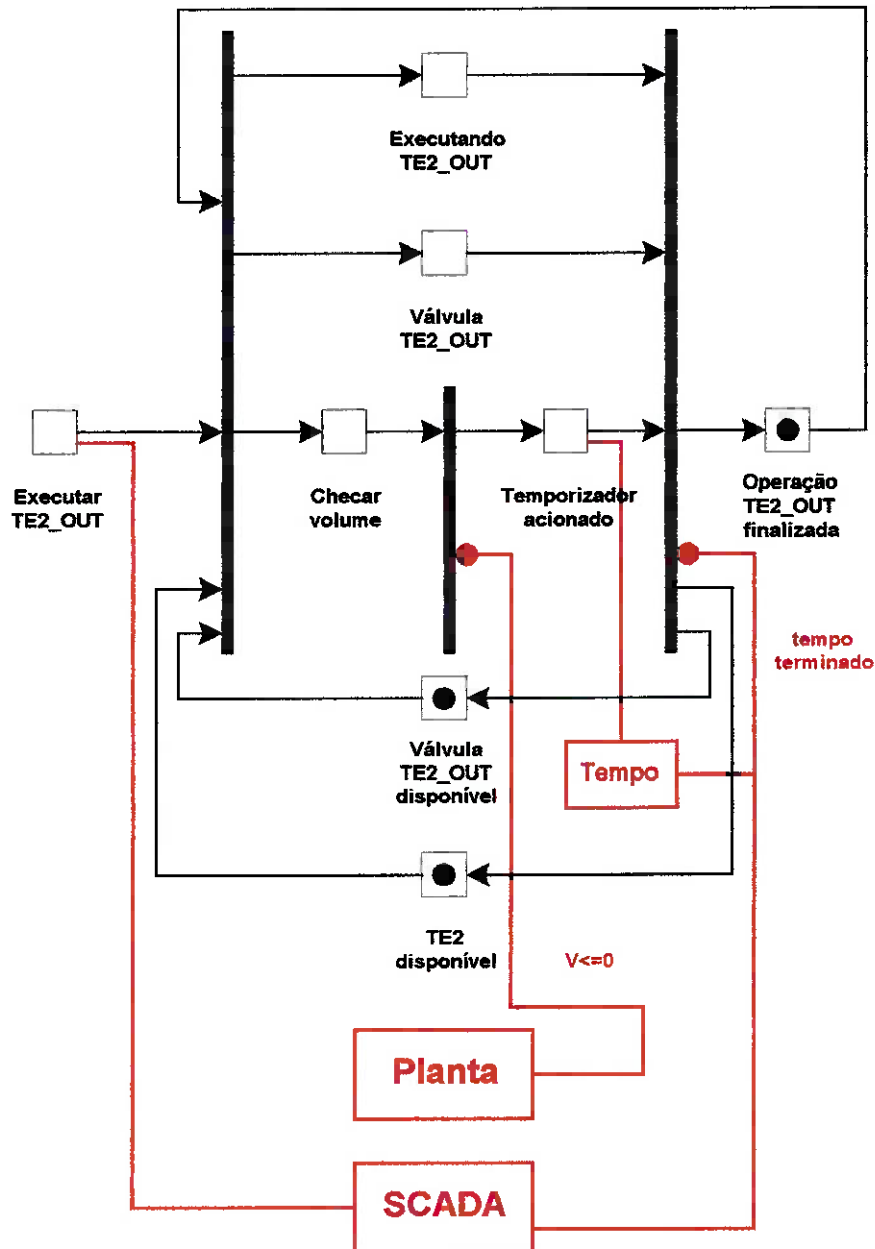 Executando
TE2_OUT
Válvula
TE2_OUT
Executar
TE2_OUT
Checar
volume
Temporizador
acionado
Operação
TE2_OUT
finalizada
tempo
terminado
Válvula
TE2_OUT
disponível
Tempo
TE2
disponível
V<=0
Planta
SCADA